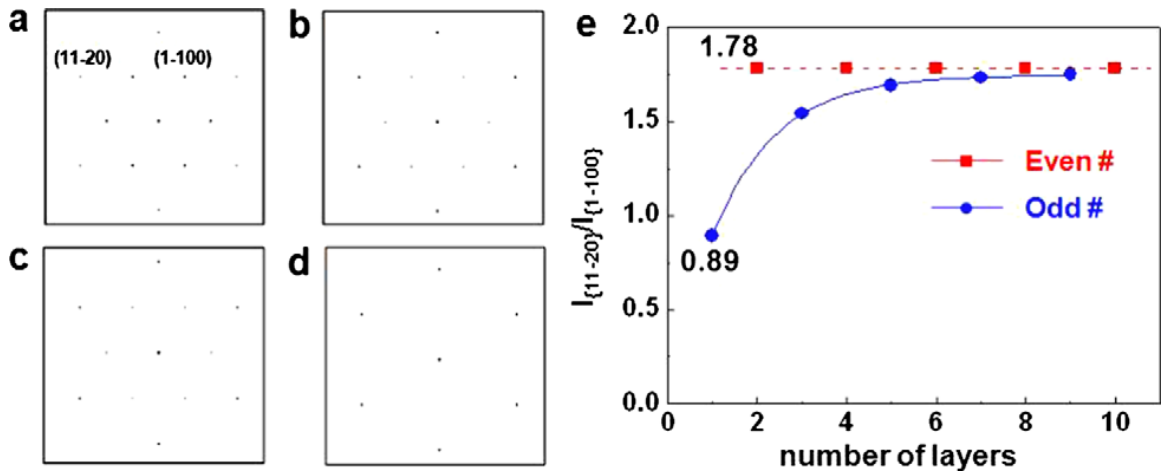 a
(11-20) (1-100)
b
c
d
e
I{11-20}/I{1-100}
2.0
1.5
1.0
0.5
0.0
1.78
0.89
Even #
Odd #
0 2 4 6 8 10
number of layers